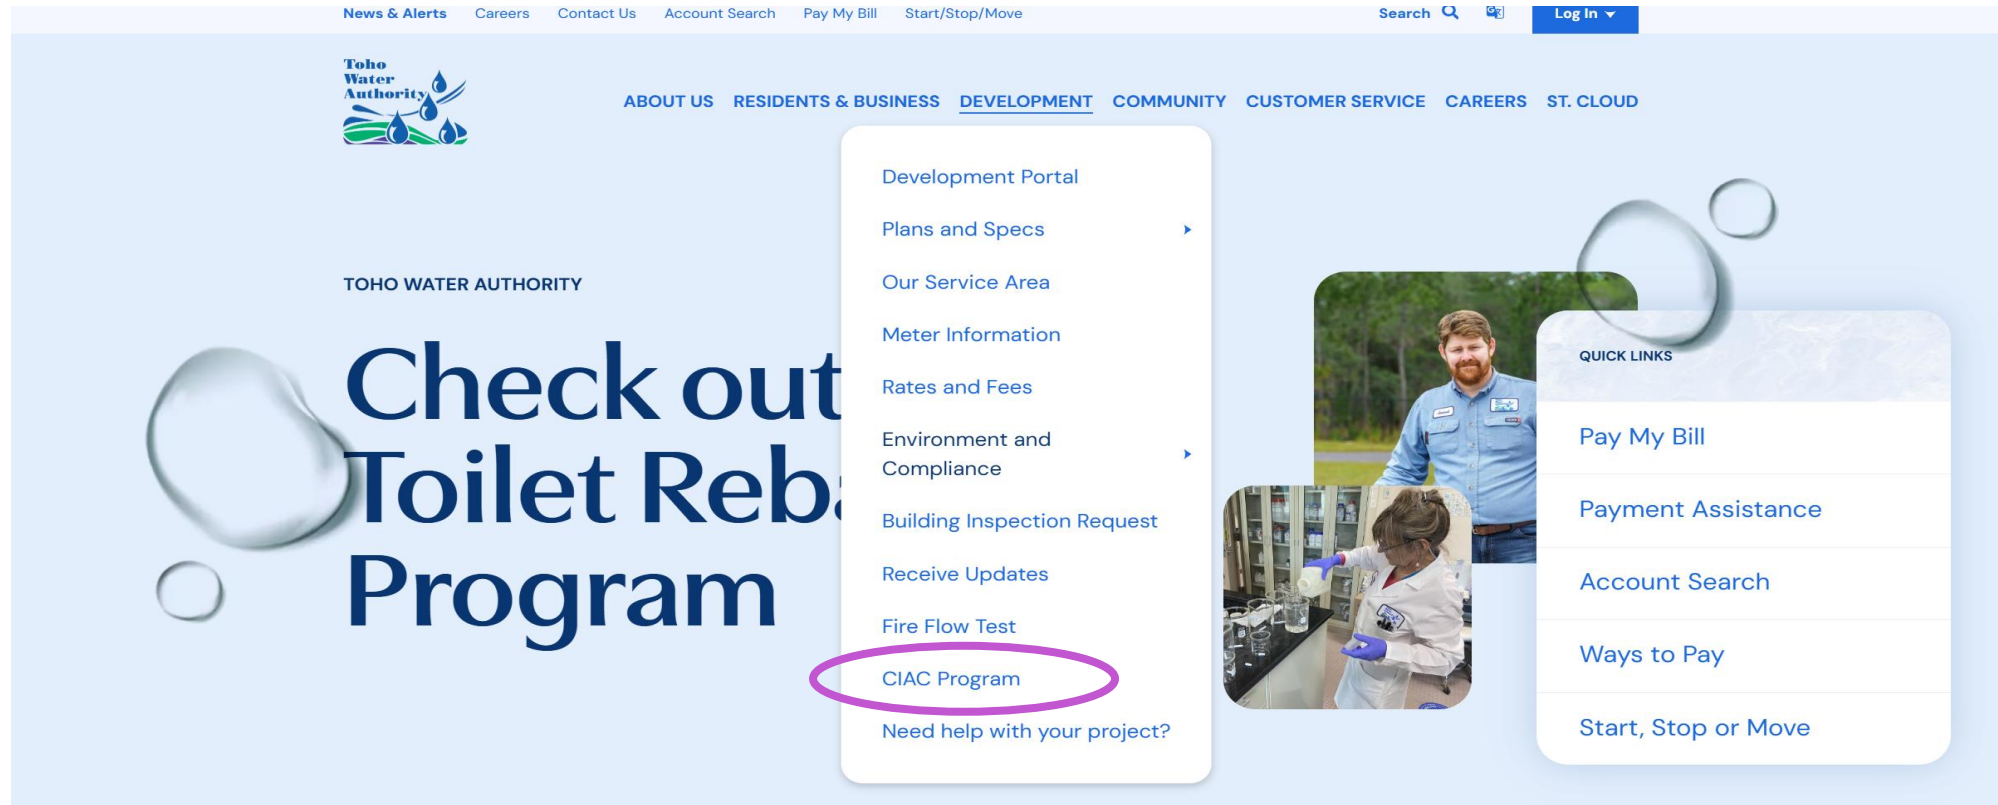 News & Alerts Careers Contact Us Account Search Pay My Bill Start/Stop/Move Search Log In
Toho
Water
Authority
ABOUT US RESIDENTS & BUSINESS DEVELOPMENT COMMUNITY CUSTOMER SERVICE CAREERS ST. CLOUD
Development Portal
Plans and Specs
Our Service Area
Meter Information
Rates and Fees
Environment and
Compliance
Building Inspection Request
Receive Updates
Fire Flow Test
CIAC Program
Need help with your project?
TOHO WATER AUTHORITY
Check out
Toilet Reb
Program
QUICK LINKS
Pay My Bill
Payment Assistance
Account Search
Ways to Pay
Start, Stop or Move